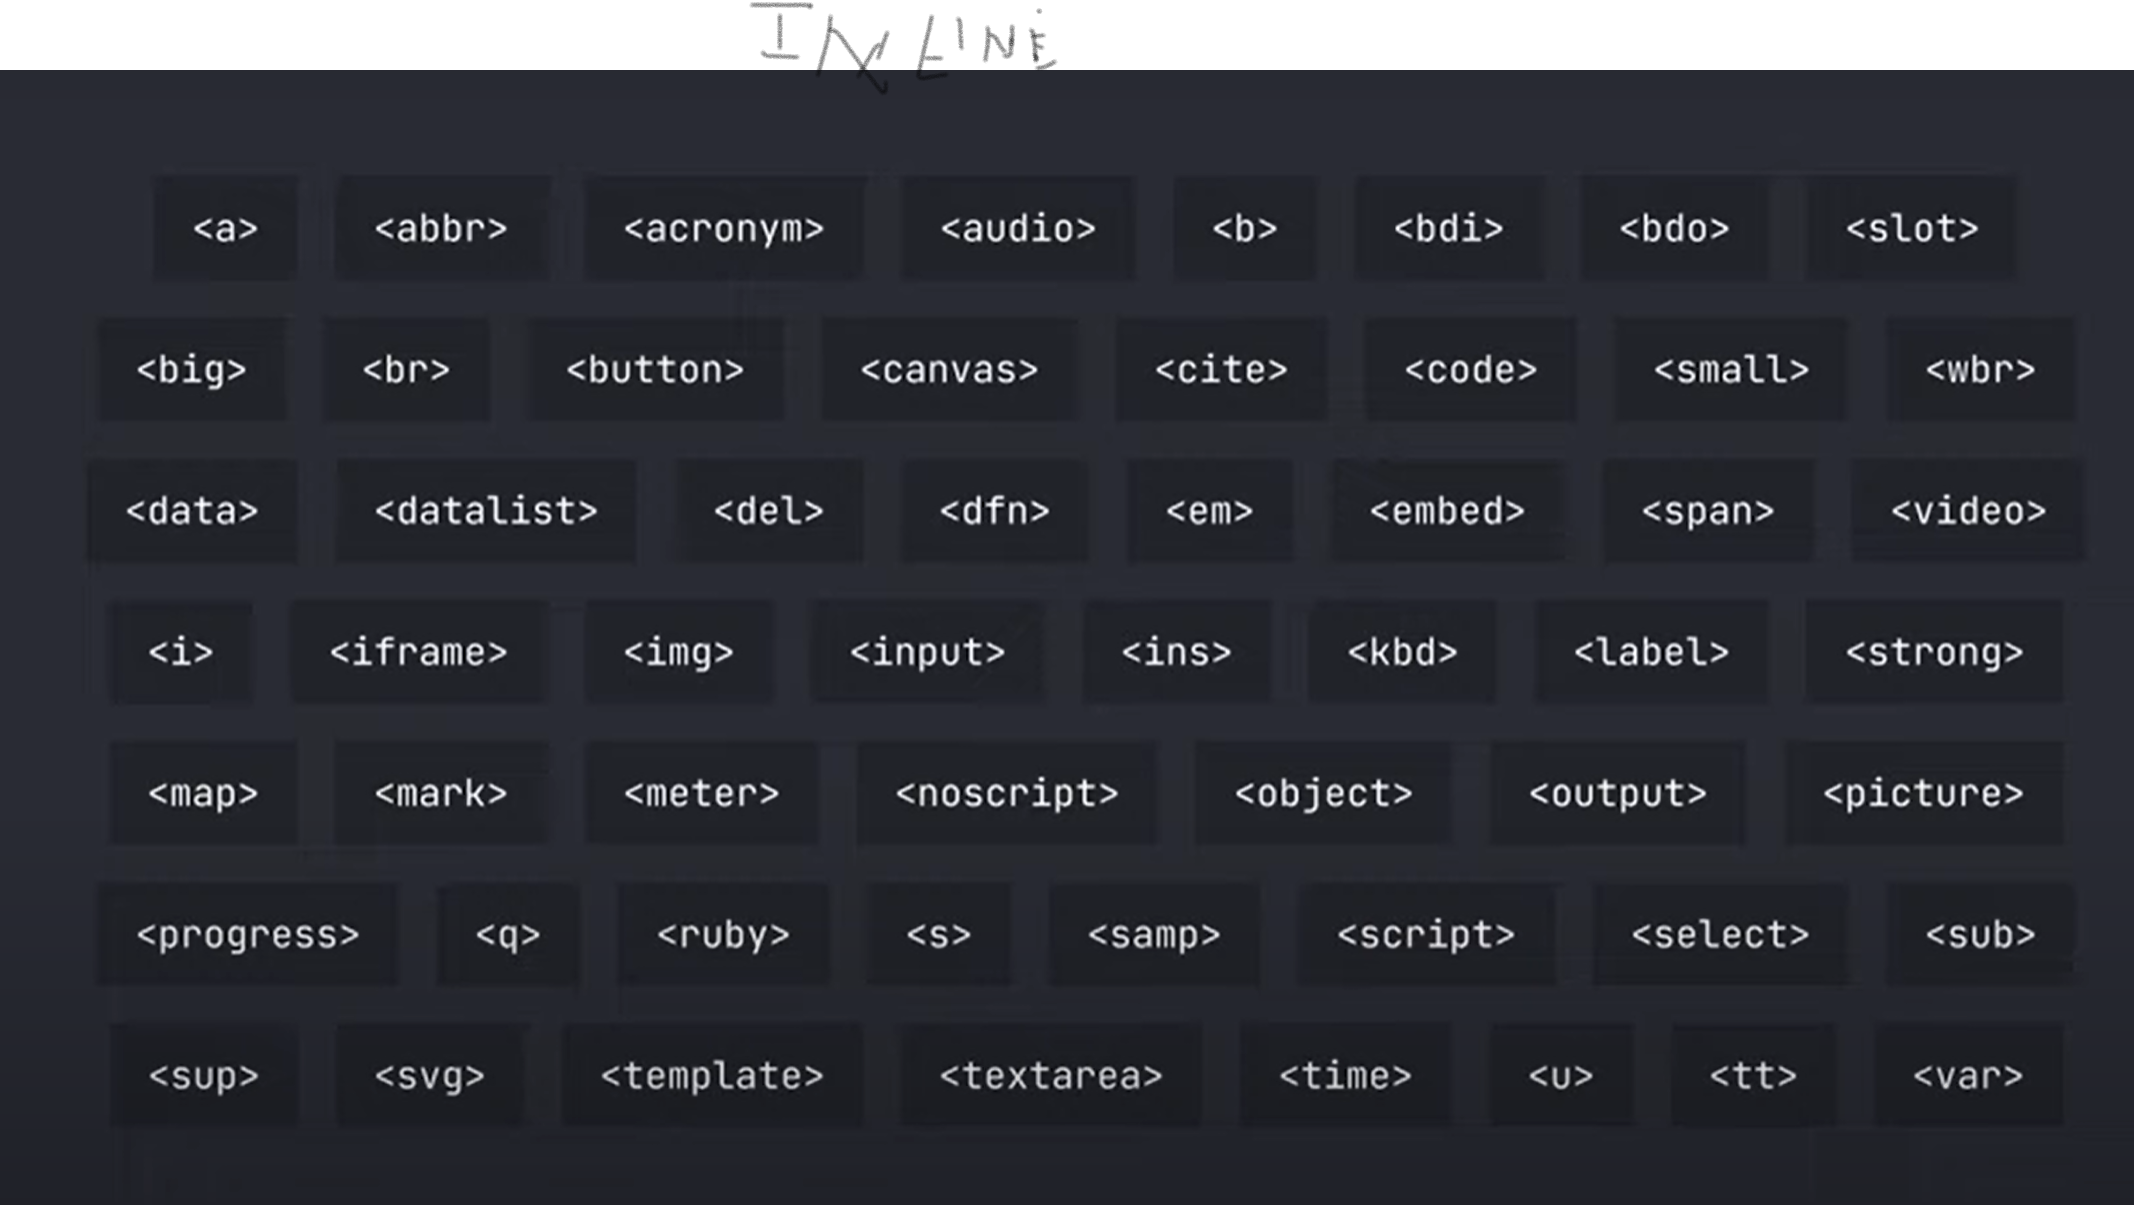 INLINE
<a> <abbr> <acronym> <audio> <b> <bdi> <bdo> <slot>
<big> <br> <button> <canvas> <cite> <code> <small> <wbr>
<data> <datalist> <del> <dfn> <em> <embed> <span> <video>
<i> <iframe> <img> <input> <ins> <kbd> <label> <strong>
<map> <mark> <meter> <noscript> <object> <output> <picture>
<progress> <q> <ruby> <s> <samp> <script> <select> <sub>
<sup> <svg> <template> <textarea> <time> <u> <tt> <var>